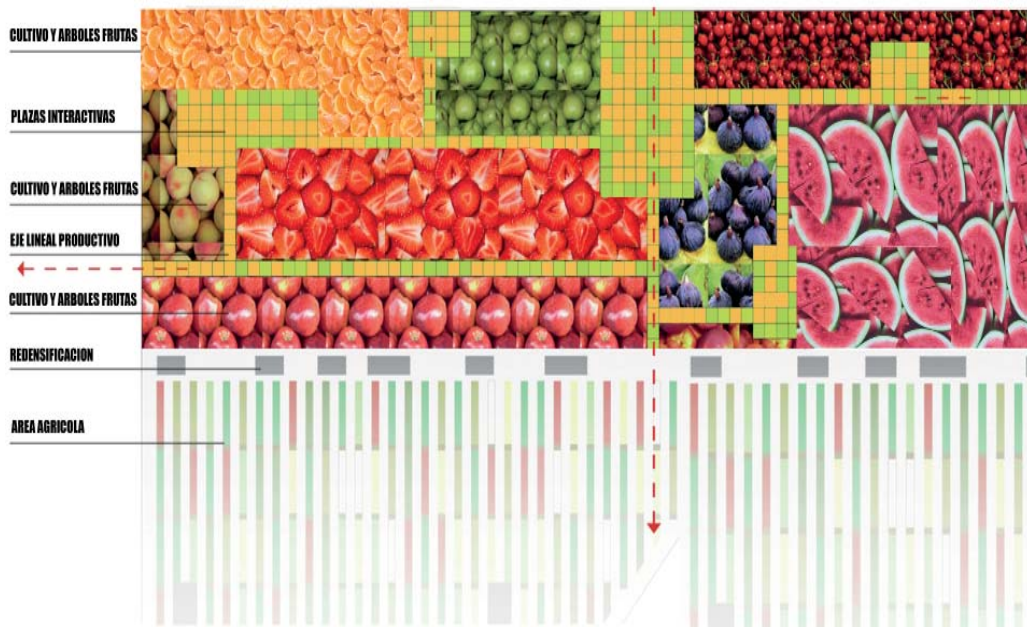 CULTIVO Y ARBOLES FRUTAS
PLAZAS INTERACTIVAS
CULTIVO Y ARBOLES FRUTAS
EJE LINEAL PRODUCTIVO
CULTIVO Y ARBOLES FRUTAS
REDENSIFICACION
AREA AGRICOLA